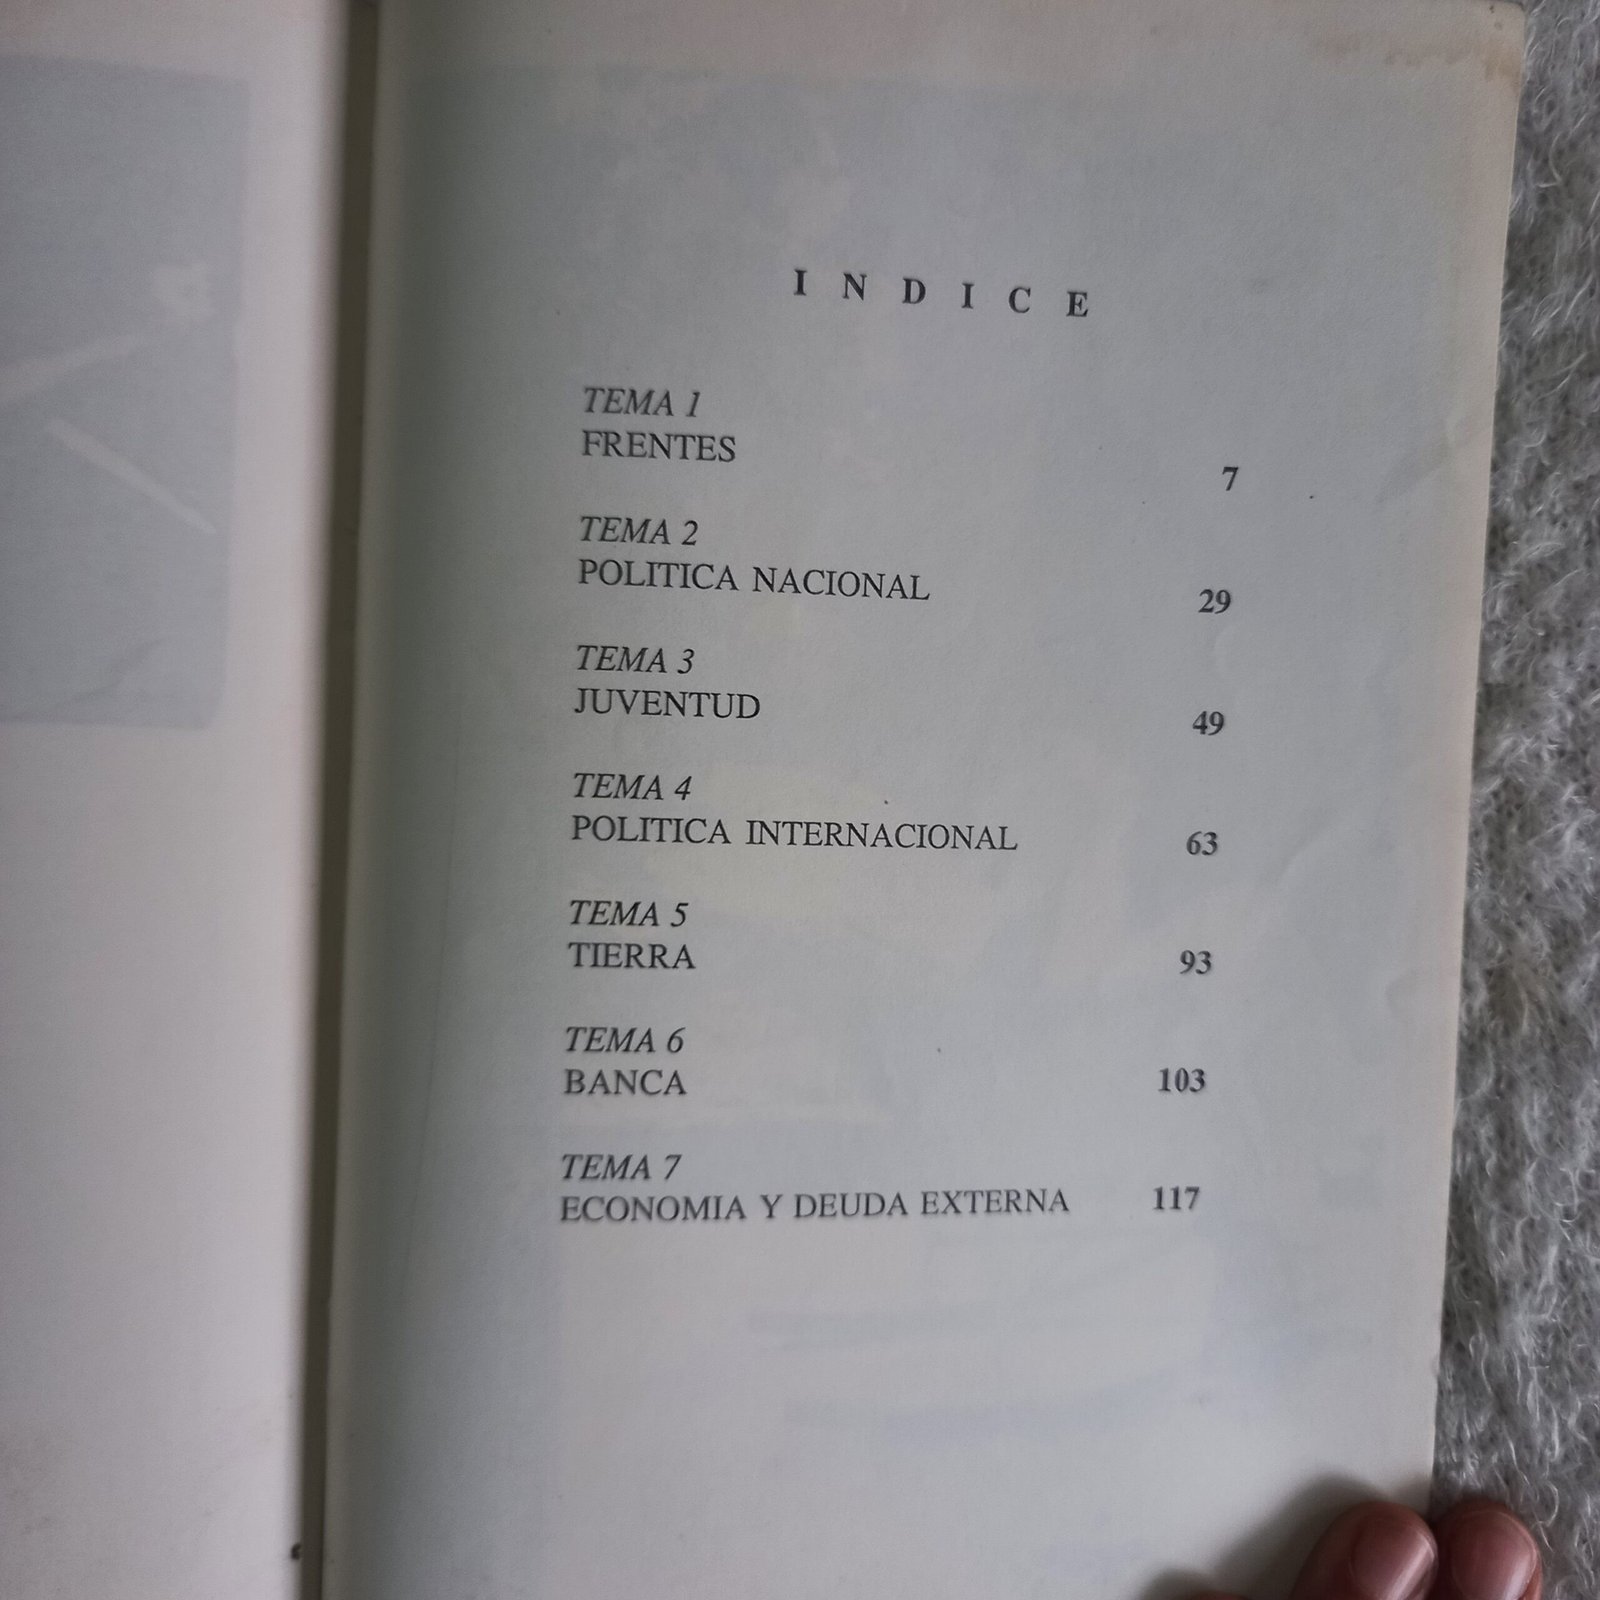 I N D I C E
TEMA 1
FRENTES 7
TEMA 2
POLITICA NACIONAL 29
TEMA 3
JUVENTUD 49
TEMA 4
POLITICA INTERNACIONAL 63
TEMA 5
TIERRA 93
TEMA 6
BANCA 103
TEMA 7
ECONOMIA Y DEUDA EXTERNA 117